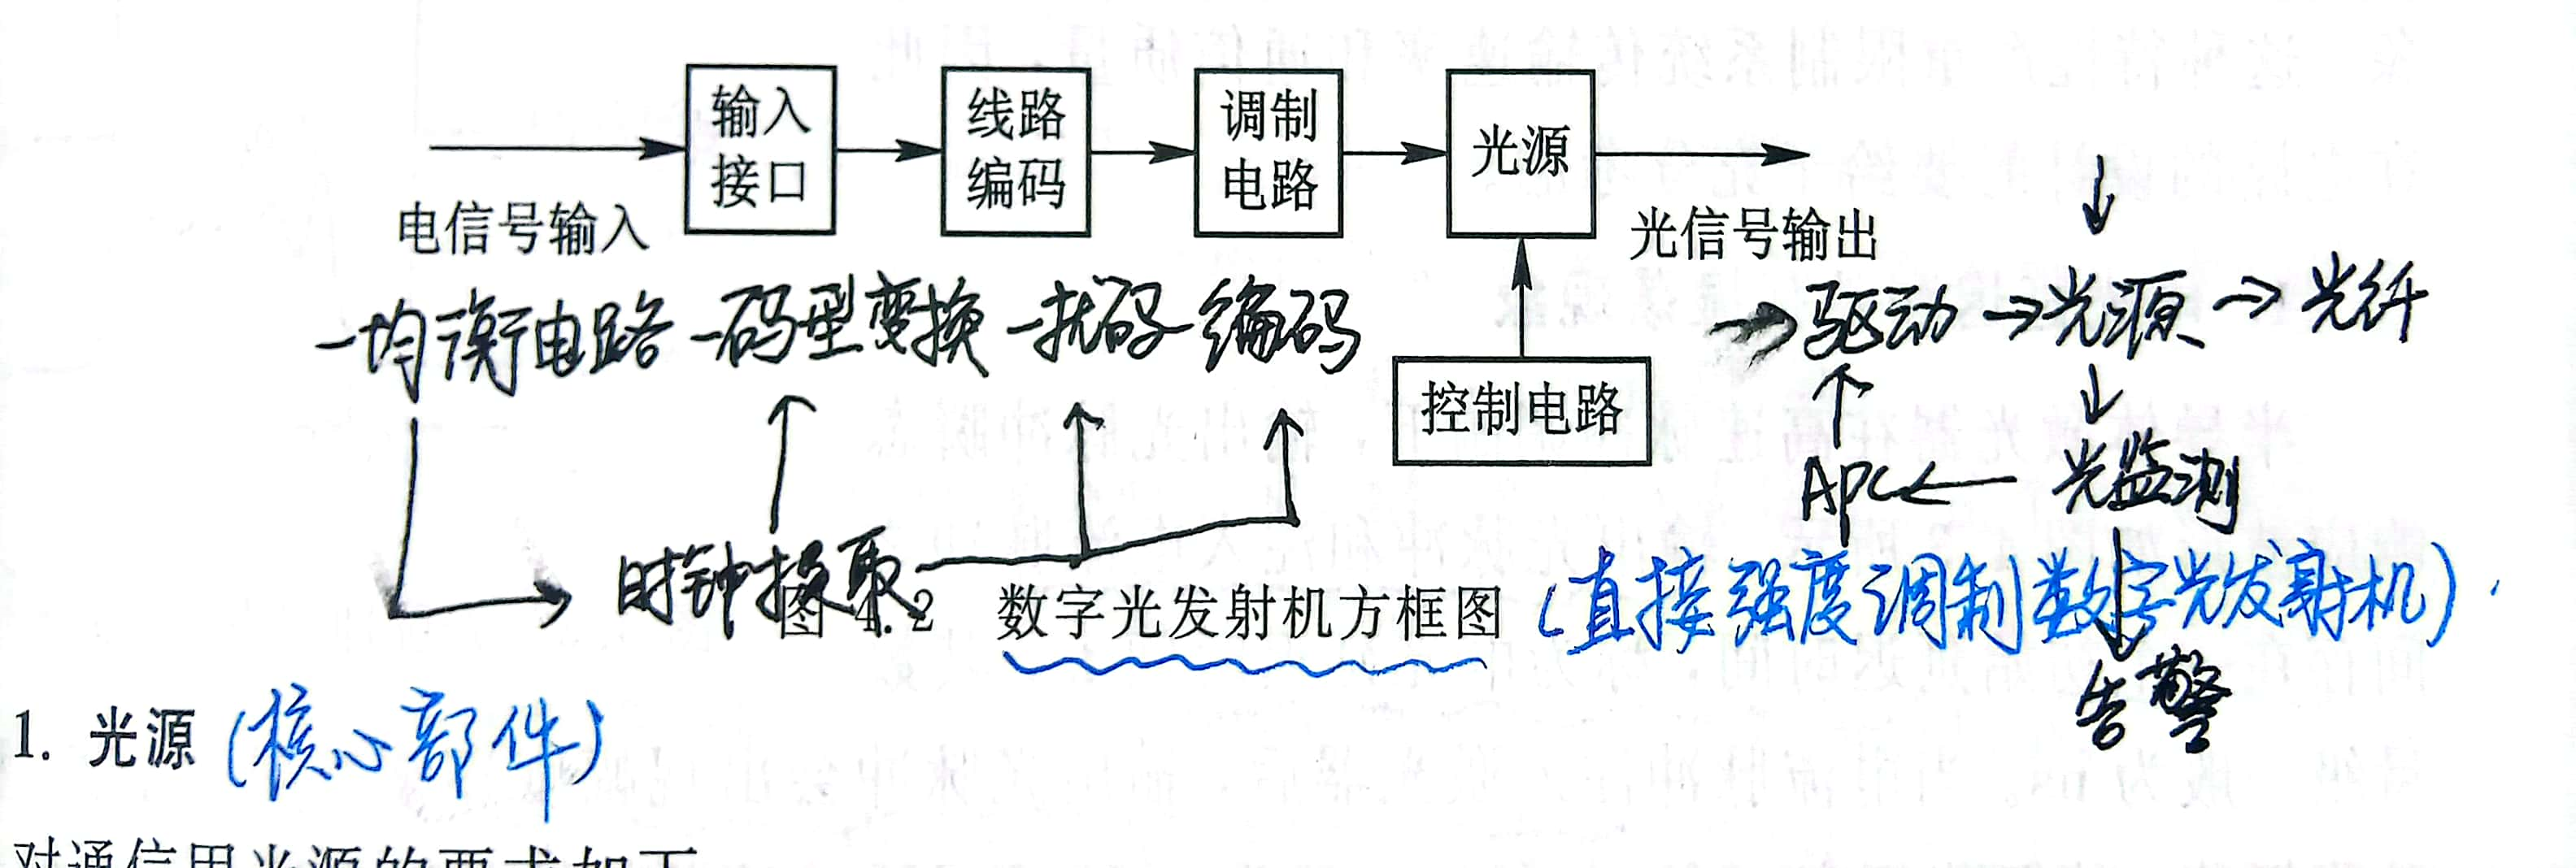 输入接口
线路编码
调制电路
光源
电信号输入
光信号输出
均衡电路 码型变换 扰码 编码
驱动 光源 光纤
控制电路
APC 光监测
时钟提取
图 4.2 数字光发射机方框图(直接强度调制数字光发射机).
告警
1. 光源(核心部件)
对通信用光源的要求如下